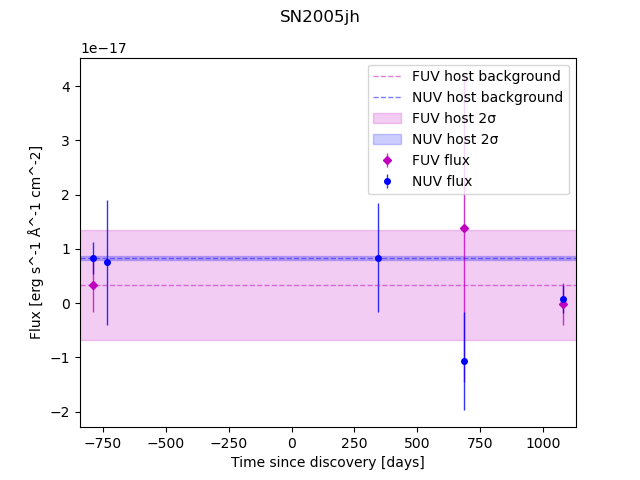 SN2005jh
1e−17
FUV host background
NUV host background
FUV host 2σ
NUV host 2σ
FUV flux
NUV flux
4
3
2
1
0
−1
−2
Flux [erg s^-1 Å^-1 cm^-2]
−750
−500
−250
0
250
500
750
1000
Time since discovery [days]